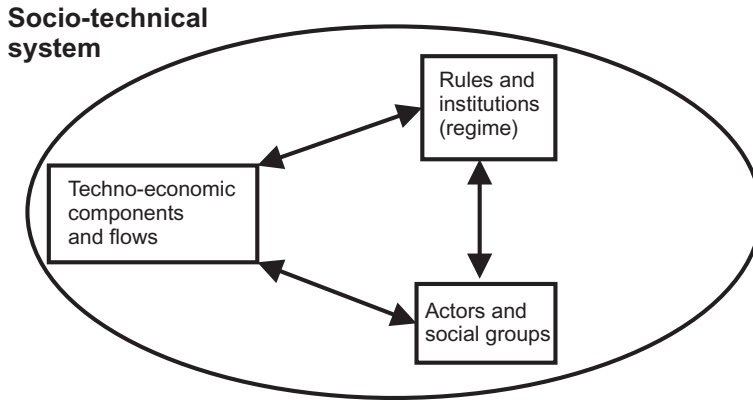 Socio-technical
system
Rules and
institutions
(regime)
Techno-economic
components
and flows
Actors and
social groups